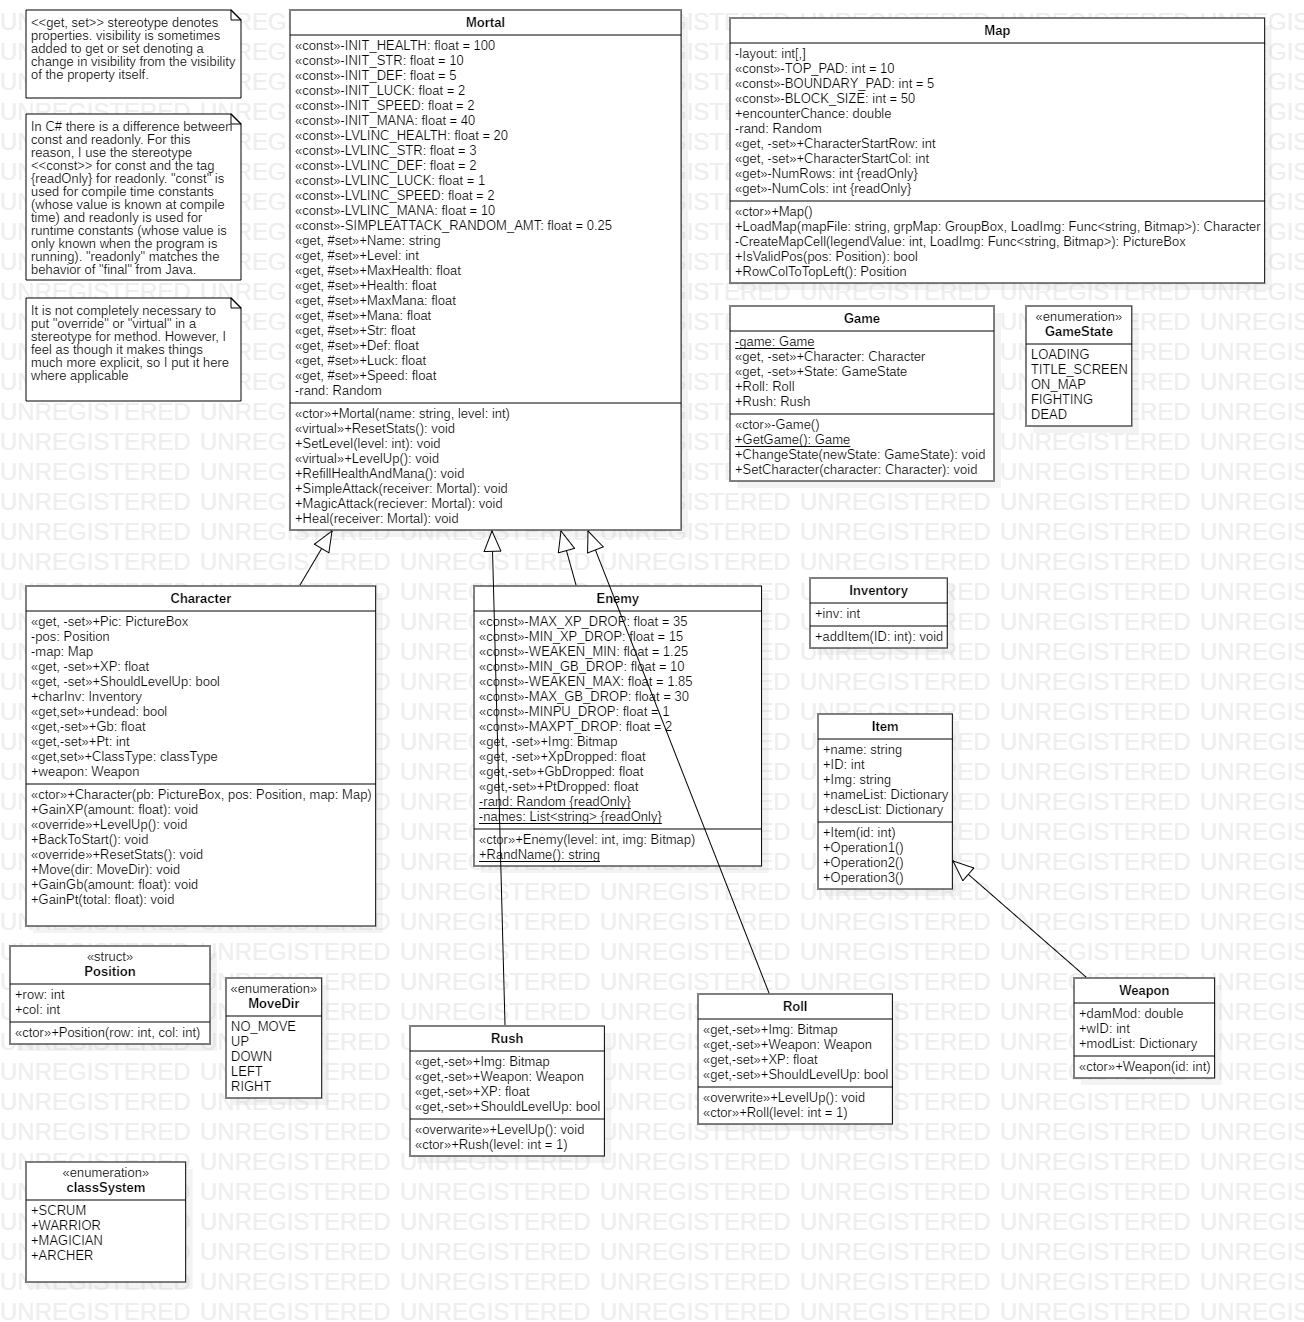 <<get, set>> stereotype denotes
properties. visibility is sometimes
added to get or set denoting a
change in visibility from the visibility
of the property itself.
In C# there is a difference between
const and readonly. For this
reason, I use the stereotype
<<const>> for const and the tag
{readOnly} for readonly. "const" is
used for compile time constants
(whose value is known at compile
time) and readonly is used for
runtime constants (whose value is
only known when the program is
running). "readonly" matches the
behavior of "final" from Java.
It is not completely necessary to
put "override" or "virtual" in a
stereotype for method. However, I
feel as though it makes things
much more explicit, so I put it here
where applicable
Mortal
«const»-INIT_HEALTH: float = 100
«const»-INIT_STR: float = 10
«const»-INIT_DEF: float = 5
«const»-INIT_LUCK: float = 2
«const»-INIT_SPEED: float = 2
«const»-INIT_MANA: float = 40
«const»-LVLINC_HEALTH: float = 20
«const»-LVLINC_STR: float = 3
«const»-LVLINC_DEF: float = 2
«const»-LVLINC_LUCK: float = 1
«const»-LVLINC_SPEED: float = 2
«const»-LVLINC_MANA: float = 10
«const»-SIMPLEATTACK_RANDOM_AMT: float = 0.25
«get, #set»+Name: string
«get, #set»+Level: int
«get, #set»+MaxHealth: float
«get, #set»+Health: float
«get, #set»+MaxMana: float
«get, #set»+Mana: float
«get, #set»+Str: float
«get, #set»+Def: float
«get, #set»+Luck: float
«get, #set»+Speed: float
-rand: Random
«ctor»+Mortal(name: string, level: int)
«virtual»+ResetStats(): void
+SetLevel(level: int): void
«virtual»+LevelUp(): void
+RefillHealthAndMana(): void
+SimpleAttack(receiver: Mortal): void
+MagicAttack(reciever: Mortal): void
+Heal(receiver: Mortal): void
Map
-layout: int[,]
«const»-TOP_PAD: int = 10
«const»-BOUNDARY_PAD: int = 5
«const»-BLOCK_SIZE: int = 50
+encounterChance: double
-rand: Random
«get, -set»+CharacterStartRow: int
«get, -set»+CharacterStartCol: int
«get»-NumRows: int {readOnly}
«get»-NumCols: int {readOnly}
«ctor»+Map()
+LoadMap(mapFile: string, grpMap: GroupBox, LoadImg: Func<string, Bitmap>): Character
-CreateMapCell(legendValue: int, LoadImg: Func<string, Bitmap>): PictureBox
+IsValidPos(pos: Position): bool
+RowColToTopLeft(): Position
Game
-game: Game
«get, -set»+Character: Character
«get, -set»+State: GameState
+Roll: Roll
+Rush: Rush
«ctor»-Game()
+GetGame(): Game
+ChangeState(newState: GameState): void
+SetCharacter(character: Character): void
«enumeration»
GameState
LOADING
TITLE_SCREEN
ON_MAP
FIGHTING
DEAD
Character
«get, -set»+Pic: PictureBox
-pos: Position
-map: Map
«get, -set»+XP: float
«get, -set»+ShouldLevelUp: bool
+charInv: Inventory
«get,set»+undead: bool
«get,-set»+Gb: float
«get,-set»+Pt: int
«get,set»+ClassType: classType
+weapon: Weapon
«ctor»+Character(pb: PictureBox, pos: Position, map: Map)
+GainXP(amount: float): void
«override»+LevelUp(): void
+BackToStart(): void
«override»+ResetStats(): void
+Move(dir: MoveDir): void
+GainGb(amount: float): void
+GainPt(total: float): void
Enemy
«const»-MAX_XP_DROP: float = 35
«const»-MIN_XP_DROP: float = 15
«const»-WEAKEN_MIN: float = 1.25
«const»-MIN_GB_DROP: float = 10
«const»-WEAKEN_MAX: float = 1.85
«const»-MAX_GB_DROP: float = 30
«const»-MINPU_DROP: float = 1
«const»-MAXPT_DROP: float = 2
«get, -set»+Img: Bitmap
«get, -set»+XpDropped: float
«get,-set»+GbDropped: float
«get,-set»+PtDropped: float
-rand: Random {readOnly}
-names: List<string> {readOnly}
«ctor»+Enemy(level: int, img: Bitmap)
+RandName(): string
Inventory
+inv: int
+addItem(ID: int): void
Item
+name: string
+ID: int
+Img: string
+nameList: Dictionary
+descList: Dictionary
+Item(id: int)
+Operation1()
+Operation2()
+Operation3()
«struct»
Position
+row: int
+col: int
«ctor»+Position(row: int, col: int)
«enumeration»
MoveDir
NO_MOVE
UP
DOWN
LEFT
RIGHT
Rush
«get,-set»+Img: Bitmap
«get,-set»+Weapon: Weapon
«get,-set»+XP: float
«get,-set»+ShouldLevelUp: bool
«overwarite»+LevelUp(): void
«ctor»+Rush(level: int = 1)
Roll
«get,-set»+Img: Bitmap
«get,-set»+Weapon: Weapon
«get,-set»+XP: float
«get,-set»+ShouldLevelUp: bool
«overwrite»+LevelUp(): void
«ctor»+Roll(level: int = 1)
Weapon
+damMod: double
+wID: int
+modList: Dictionary
«ctor»+Weapon(id: int)
«enumeration»
classSystem
+SCRUM
+WARRIOR
+MAGICIAN
+ARCHER
UNREGISTERED